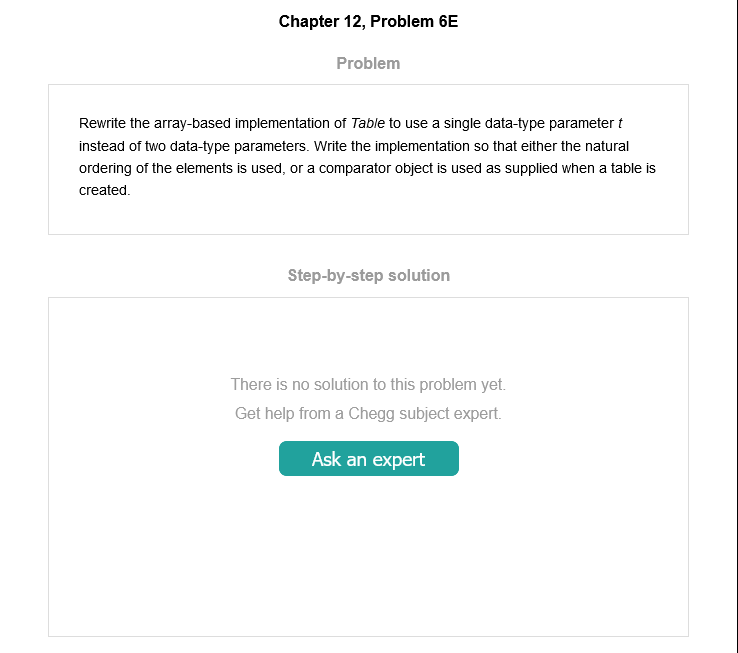 Chapter 12, Problem 6E
Problem
Rewrite the array-based implementation of Table to use a single data-type parameter t
instead of two data-type parameters. Write the implementation so that either the natural
ordering of the elements is used, or a comparator object is used as supplied when a table is
created.
Step-by-step solution
There is no solution to this problem yet.
Get help from a Chegg subject expert.
Ask an expert